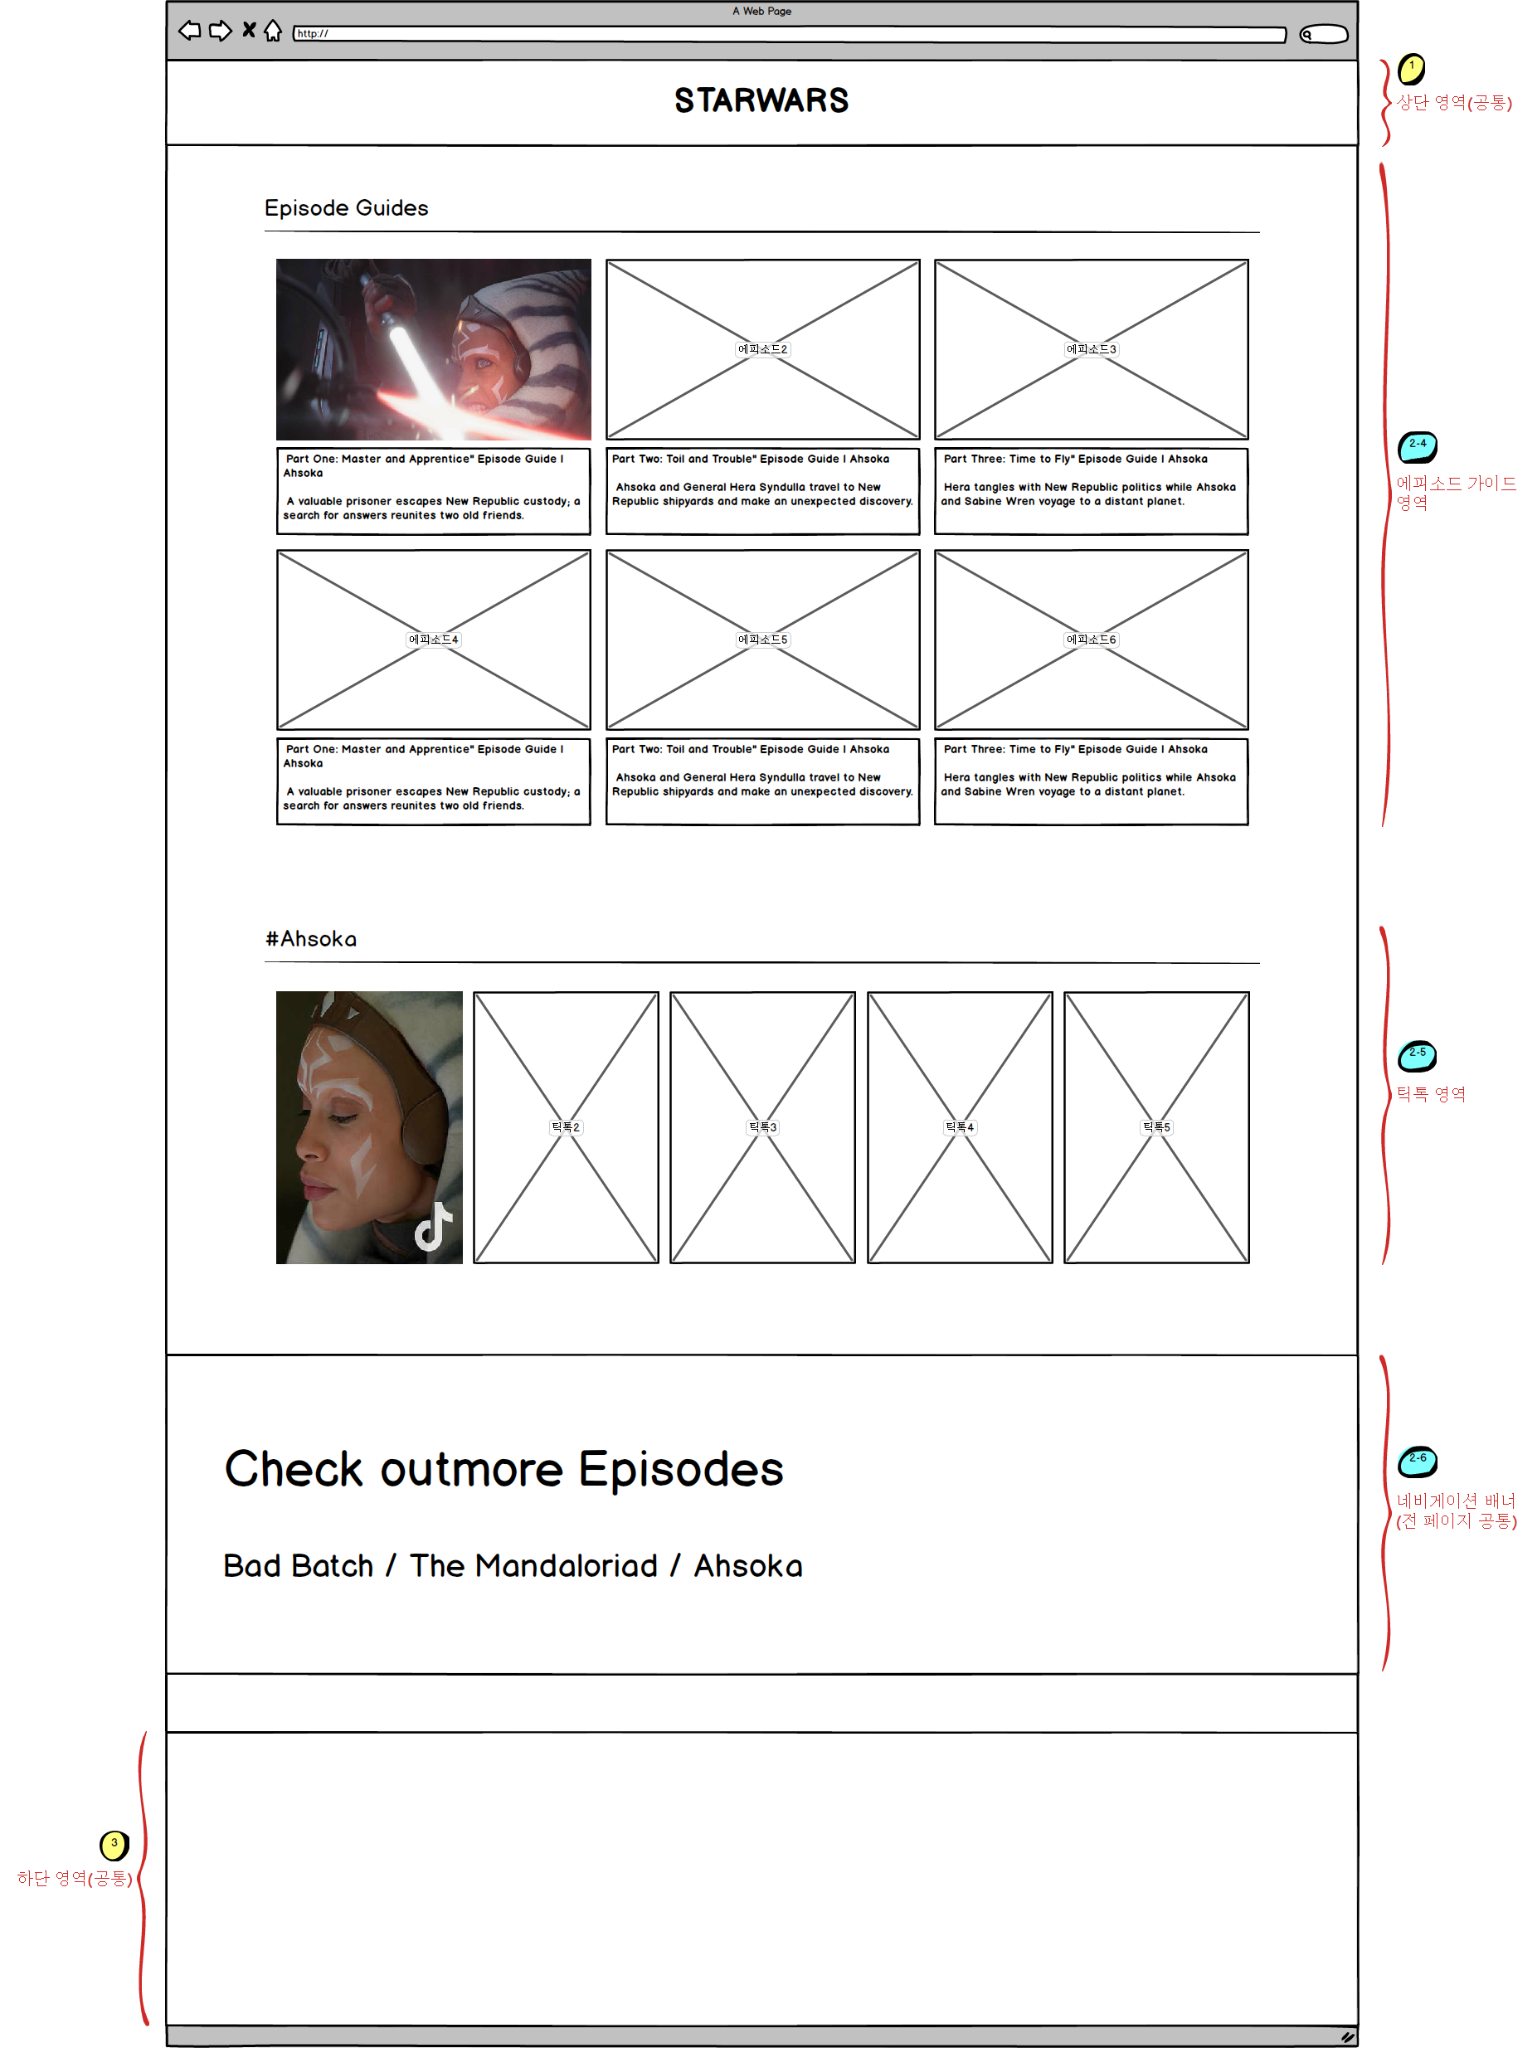 A Web Page
http://
1
STARWARS
상단 영역(공통)
Episode Guides
에피소드2
에피소드3
2-4
에피소드 가이드
영역
Part One: Master and Apprentice" Episode Guide |
Ahsoka
A valuable prisoner escapes New Republic custody; a
search for answers reunites two old friends.
Part Two: Toil and Trouble" Episode Guide | Ahsoka
Ahsoka and General Hera Syndulla travel to New
Republic shipyards and make an unexpected discovery.
Part Three: Time to Fly" Episode Guide | Ahsoka
Hera tangles with New Republic politics while Ahsoka
and Sabine Wren voyage to a distant planet.
에피소드4
에피소드5
에피소드6
Part One: Master and Apprentice" Episode Guide |
Ahsoka
A valuable prisoner escapes New Republic custody; a
search for answers reunites two old friends.
Part Two: Toil and Trouble" Episode Guide | Ahsoka
Ahsoka and General Hera Syndulla travel to New
Republic shipyards and make an unexpected discovery.
Part Three: Time to Fly" Episode Guide | Ahsoka
Hera tangles with New Republic politics while Ahsoka
and Sabine Wren voyage to a distant planet.
#Ahsoka
틱톡2
틱톡3
틱톡4
틱톡5
2-5
틱톡 영역
Check outmore Episodes
Bad Batch / The Mandaloriad / Ahsoka
2-6
네비게이션 배너
(전 페이지 공통)
3
하단 영역(공통)